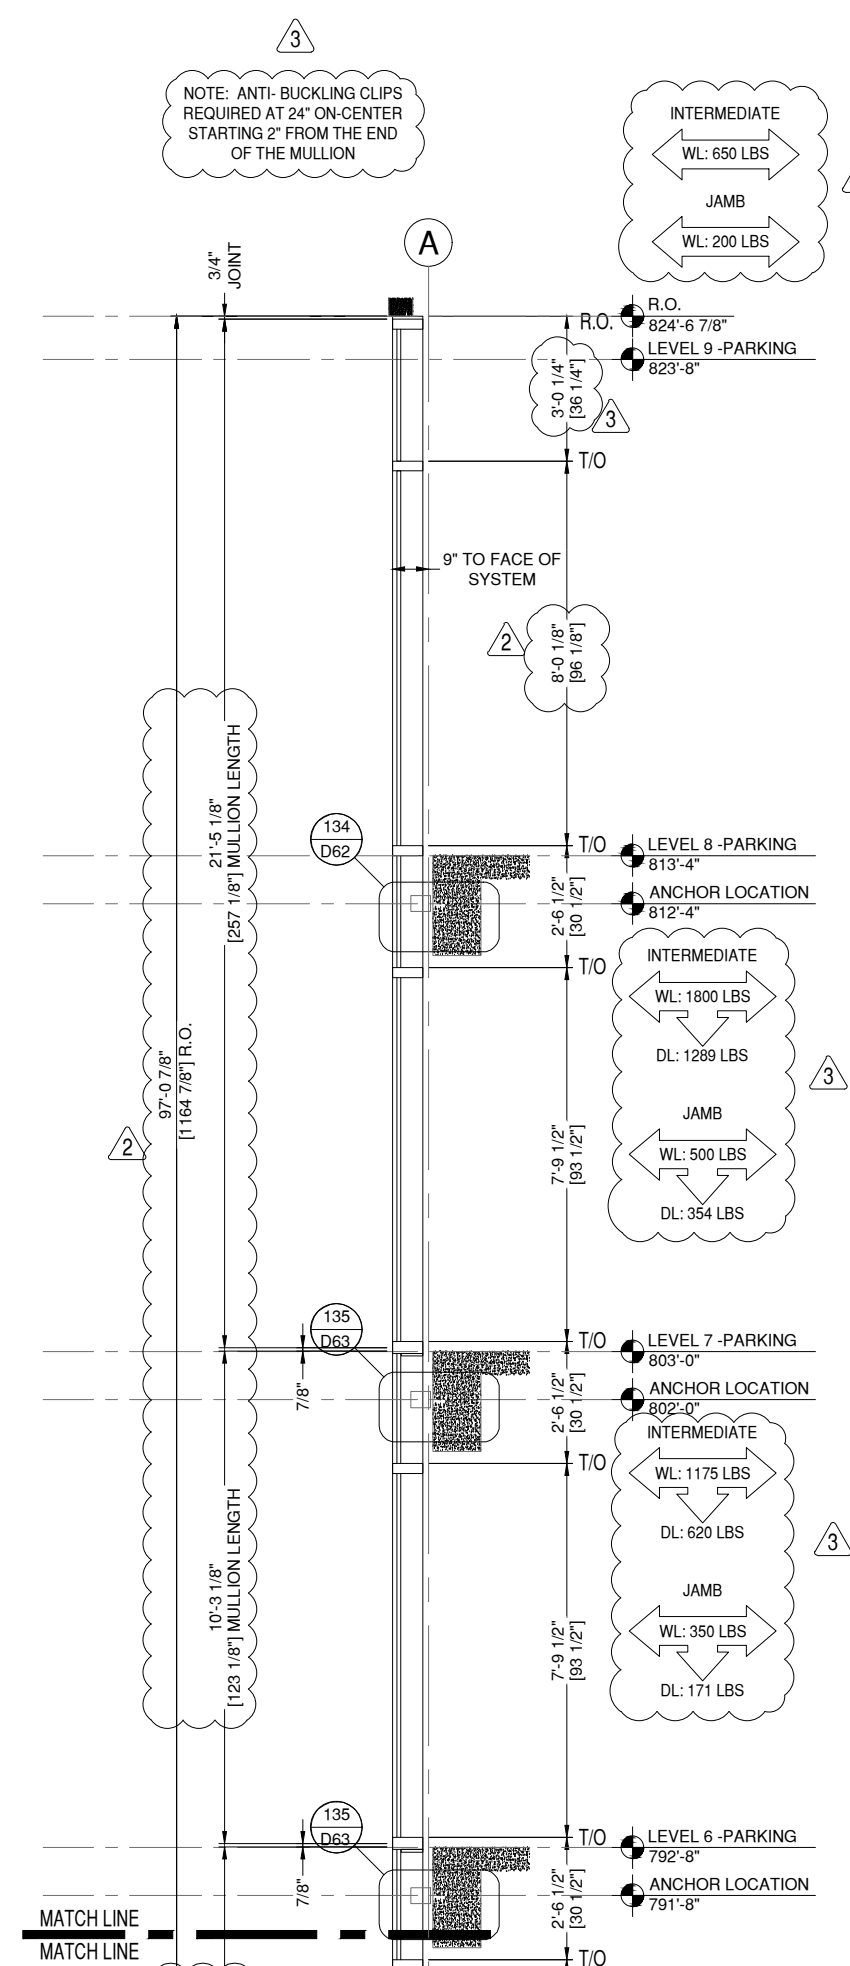 3
NOTE: ANTI- BUCKLING CLIPS
REQUIRED AT 24" ON-CENTER
STARTING 2" FROM THE END
OF THE MULLION
INTERMEDIATE
WL: 650 LBS
JAMB
WL: 200 LBS
A
3/4"
JOINT
R.O.
R.O.
824'-6 7/8"
LEVEL 9 -PARKING
823'-8"
3'-0 1/4"
[36 1/4"]
3
T/O
9" TO FACE OF
SYSTEM
8'-0 1/8"
[96 1/8"]
2
21'-5 1/8"
[257 1/8"] MULLION LENGTH
134
D62
T/O
LEVEL 8 -PARKING
813'-4"
ANCHOR LOCATION
812'-4"
2'-6 1/2"
[30 1/2"]
T/O
INTERMEDIATE
WL: 1800 LBS
DL: 1289 LBS
3
JAMB
WL: 500 LBS
DL: 354 LBS
97'-0 7/8"
[1164 7/8"] R.O.
2
7'-9 1/2"
[93 1/2"]
135
D63
7/8"
T/O
LEVEL 7 -PARKING
803'-0"
ANCHOR LOCATION
802'-0"
2'-6 1/2"
[30 1/2"]
T/O
INTERMEDIATE
WL: 1175 LBS
DL: 620 LBS
3
JAMB
WL: 350 LBS
DL: 171 LBS
10'-3 1/8"
[123 1/8"] MULLION LENGTH
7'-9 1/2"
[93 1/2"]
135
D63
7/8"
T/O
LEVEL 6 -PARKING
792'-8"
ANCHOR LOCATION
791'-8"
2'-6 1/2"
[30 1/2"]
MATCH LINE
MATCH LINE
T/O